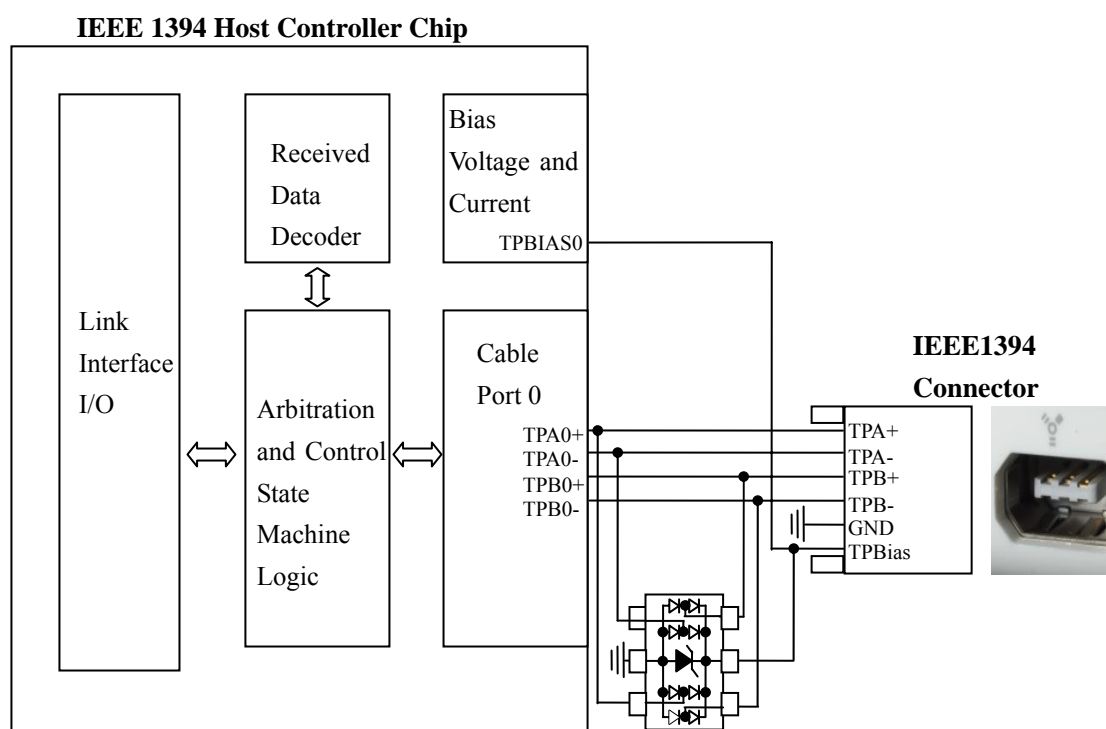 IEEE 1394 Host Controller Chip
Link
Interface
I/O
Received
Data
Decoder
Bias
Voltage and
Current
TPBIAS0
Arbitration
and Control
State
Machine
Logic
Cable
Port 0
TPA0+
TPA0-
TPB0+
TPB0-
IEEE1394
Connector
TPA+
TPA-
TPB+
TPB-
GND
TPBias